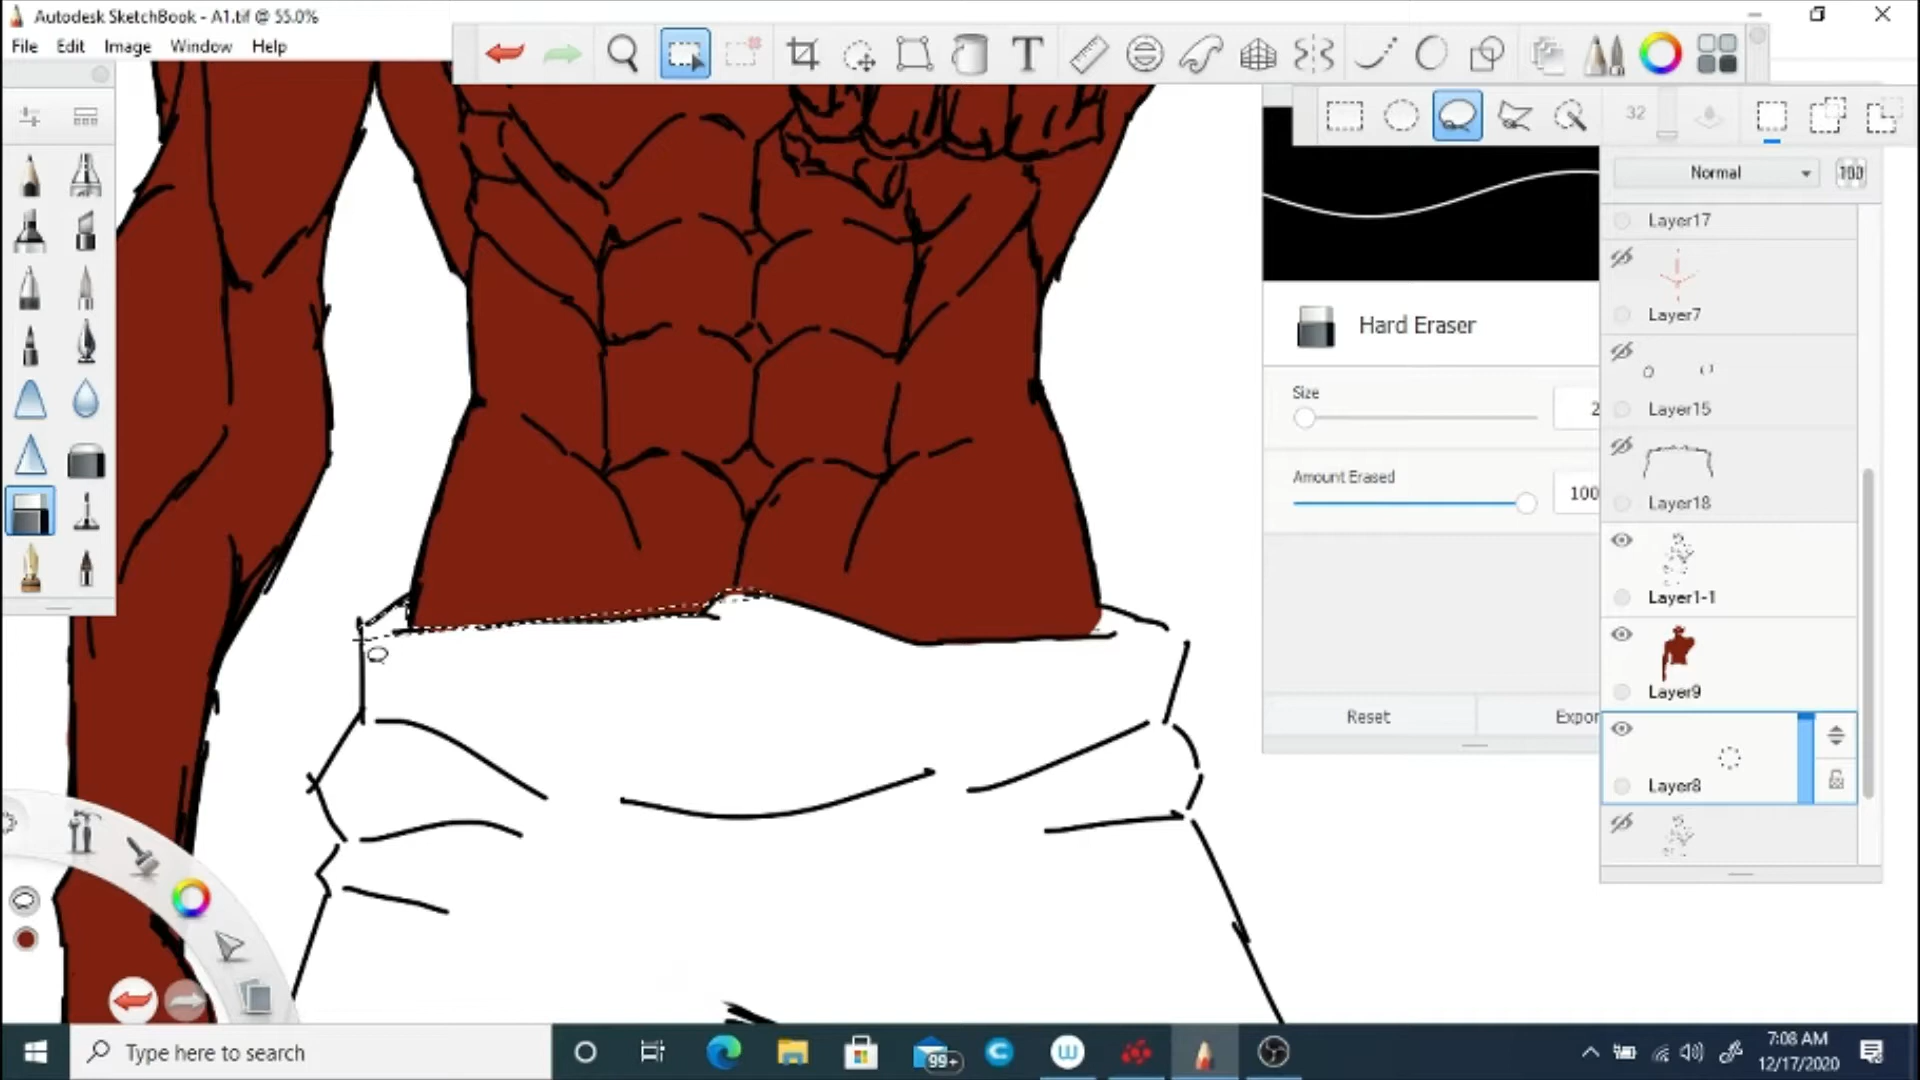 Autodesk SketchBook - A1.tif @ 55.0%
File Edit Image Window Help
T
32
Normal 100
Layer17
Layer7
Layer15
Layer18
Layer1-1
Layer9
Layer8
Hard Eraser
Size
2
Amount Erased
100
Reset
Expor
Type here to search
99+
7:08 AM
12/17/2020